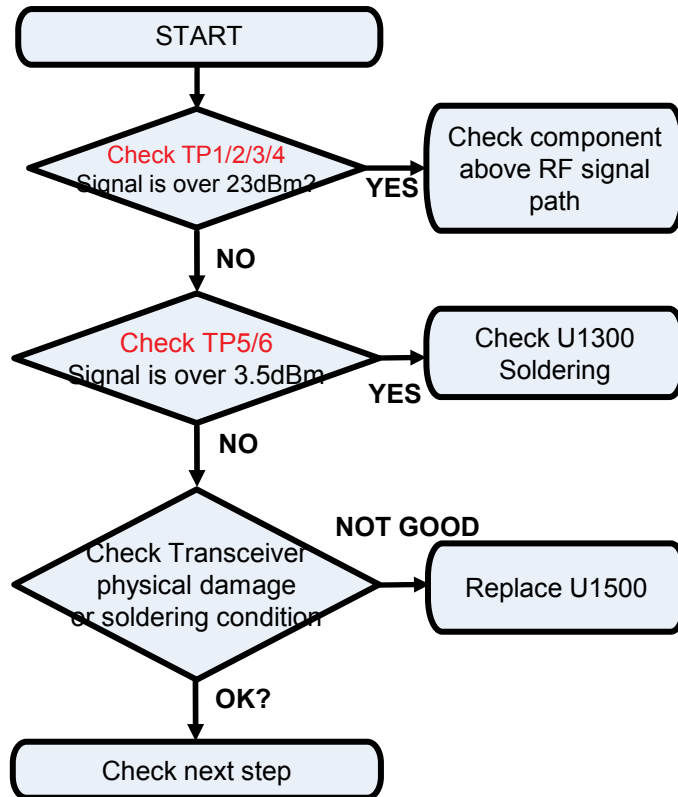 START
Check TP1/2/3/4
Signal is over 23dBm?
YES
Check component
above RF signal
path
NO
Check TP5/6
Signal is over 3.5dBm
YES
Check U1300
Soldering
NO
Check Transceiver
physical damage
or soldering condition
NOT GOOD
Replace U1500
OK?
Check next step